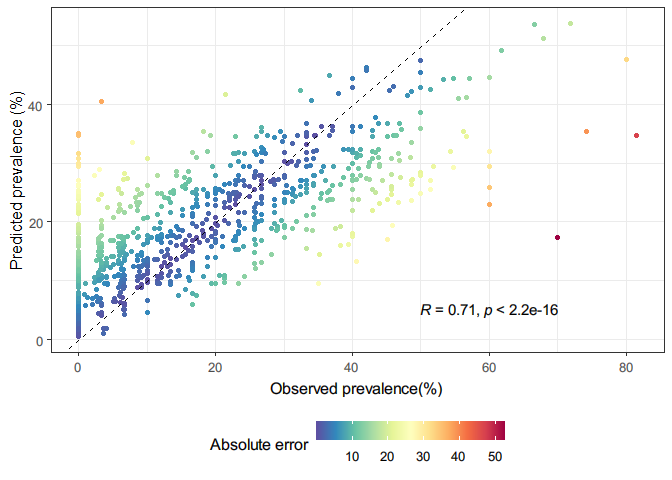 Predicted prevalence (%)
40
20
0
R = 0.71, p < 2.2e-16
0 20 40 60 80
Observed prevalence(%)
Absolute error
10 20 30 40 50